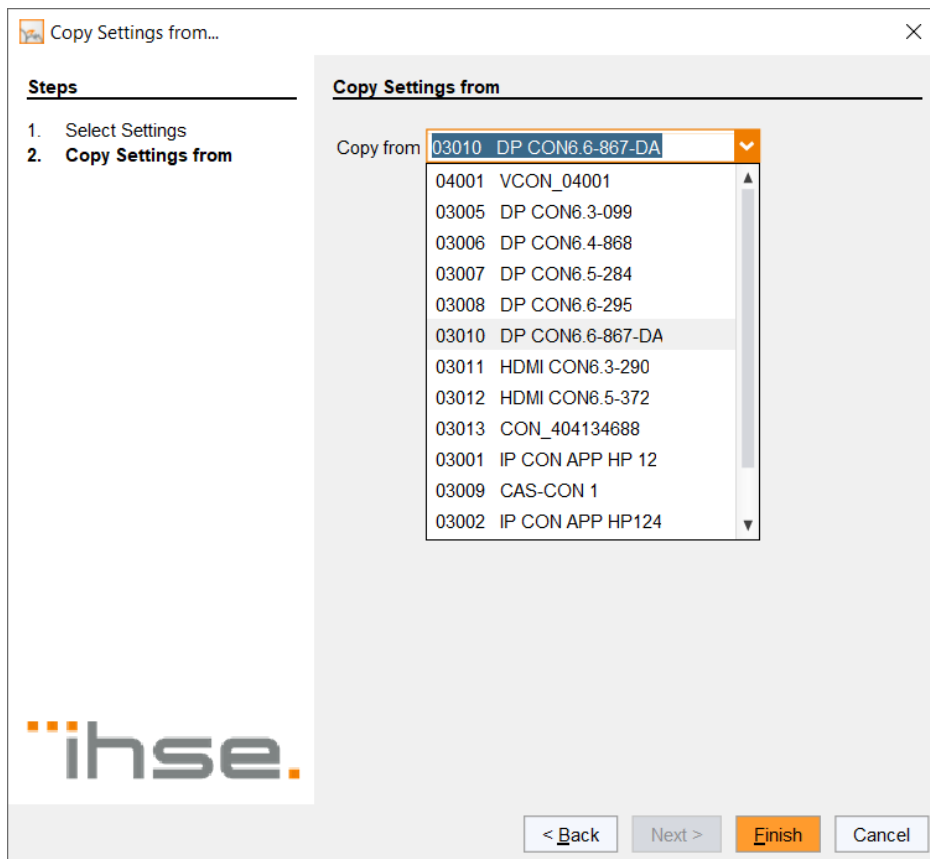 Copy Settings from...
Steps
1. Select Settings
2. Copy Settings from
Copy Settings from
Copy from 03010 DP CON6.6-867-DA
04001 VCON_04001
03005 DP CON6.3-099
03006 DP CON6.4-868
03007 DP CON6.5-284
03008 DP CON6.6-295
03010 DP CON6.6-867-DA
03011 HDMI CON6.3-290
03012 HDMI CON6.5-372
03013 CON_404134688
03001 IP CON APP HP 12
03009 CAS-CON 1
03002 IP CON APP HP124
ihse.
< Back Next > Finish Cancel